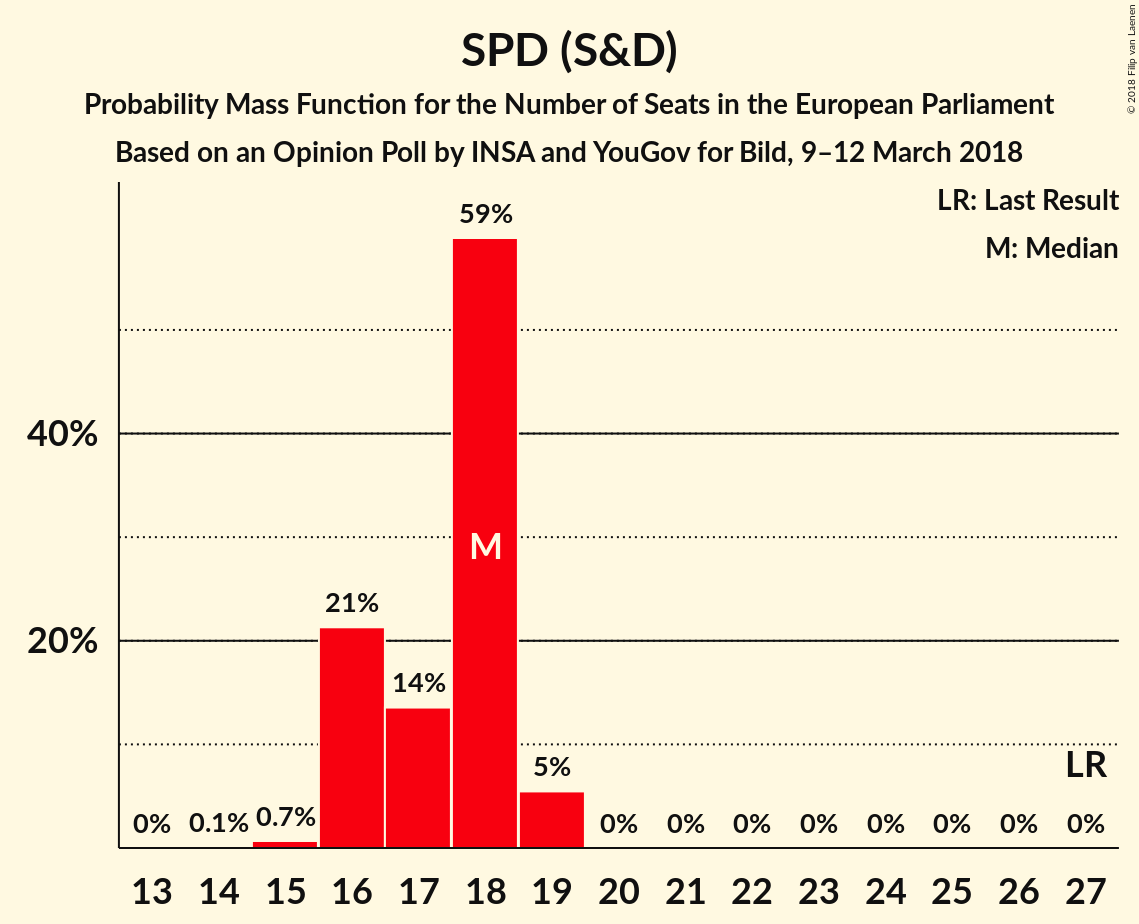 SPD (S&D)
Probability Mass Function for the Number of Seats in the European Parliament
Based on an Opinion Poll by INSA and YouGov for Bild, 9–12 March 2018
© 2018 Filip van Laenen
LR: Last Result
M: Median
59%
40%
M
21%
20%
14%
5%
LR
0% 0.1% 0.7% 0% 0% 0% 0% 0% 0% 0% 0%
13 14 15 16 17 18 19 20 21 22 23 24 25 26 27